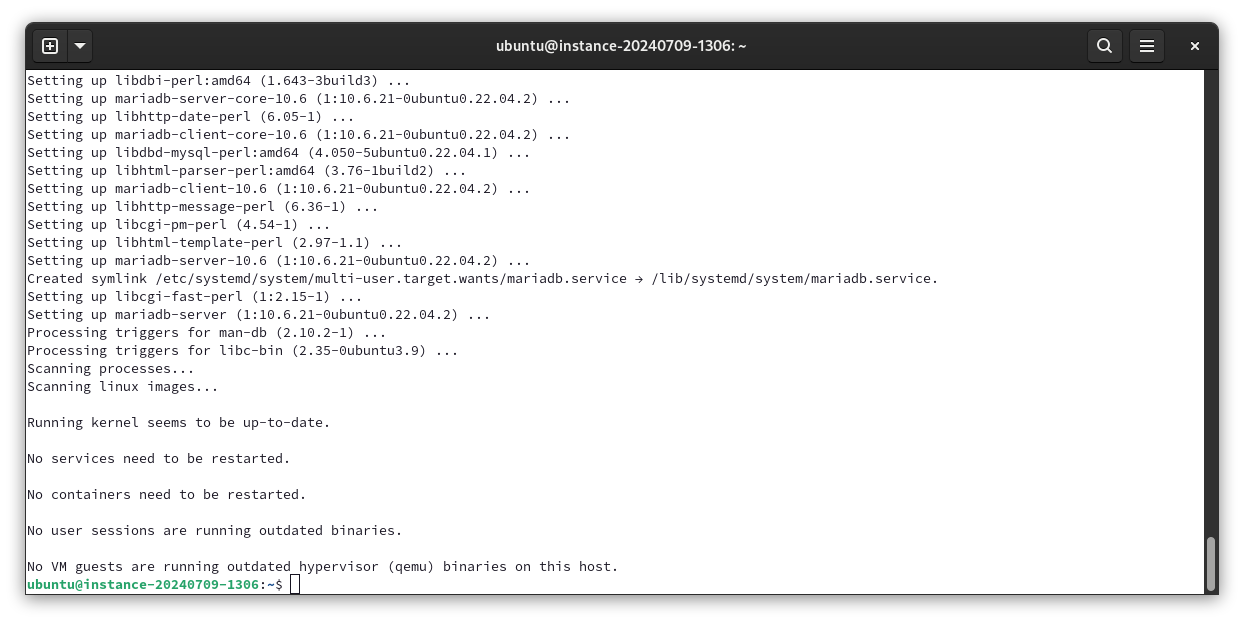 ubuntu@instance-20240709-1306: ~
Setting up libdbi-perl:amd64 (1.643-3build3) ...
Setting up mariadb-server-core-10.6 (1:10.6.21-0ubuntu0.22.04.2) ...
Setting up libhttp-date-perl (6.05-1) ...
Setting up mariadb-client-core-10.6 (1:10.6.21-0ubuntu0.22.04.2) ...
Setting up libdbd-mysql-perl:amd64 (4.050-5ubuntu0.22.04.1) ...
Setting up libhtml-parser-perl:amd64 (3.76-1build2) ...
Setting up mariadb-client-10.6 (1:10.6.21-0ubuntu0.22.04.2) ...
Setting up libhttp-message-perl (6.36-1) ...
Setting up libcgi-pm-perl (4.54-1) ...
Setting up libhtml-template-perl (2.97-1.1) ...
Setting up mariadb-server-10.6 (1:10.6.21-0ubuntu0.22.04.2) ...
Created symlink /etc/systemd/system/multi-user.target.wants/mariadb.service → /lib/systemd/system/mariadb.service.
Setting up libcgi-fast-perl (1:2.15-1) ...
Setting up mariadb-server (1:10.6.21-0ubuntu0.22.04.2) ...
Processing triggers for man-db (2.10.2-1) ...
Processing triggers for libc-bin (2.35-0ubuntu3.9) ...
Scanning processes...
Scanning linux images...
Running kernel seems to be up-to-date.
No services need to be restarted.
No containers need to be restarted.
No user sessions are running outdated binaries.
No VM guests are running outdated hypervisor (qemu) binaries on this host.
ubuntu@instance-20240709-1306:~$